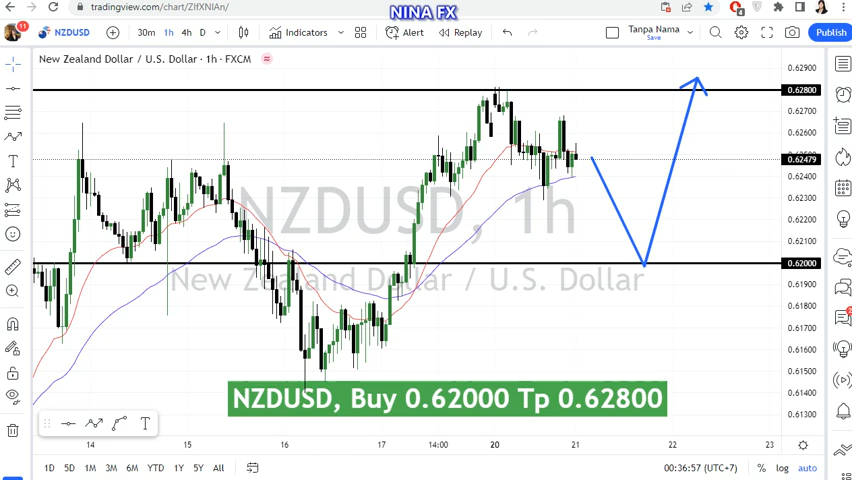 NINA FX
tradingview.com/chart/ZIfXNIAn/
11
NZDUSD
30m 1h 4h D
Indicators
Alert
Replay
Tanpa Nama
Save
Publish
New Zealand Dollar / U.S. Dollar · 1h · FXCM
NZDUSD, 1h
New Zealand Dollar / U.S. Dollar
0.62900
0.62800
0.62700
0.62600
0.62500
0.62479
0.62400
0.62300
0.62200
0.62100
0.62000
0.61800
0.61700
0.61600
0.61500
0.61400
0.61300
NZDUSD, Buy 0.62000 Tp 0.62800
14 15 16 17 14:00 20 21 22 23
1D 5D 1M 3M 6M YTD 1Y 5Y All
00:36:57 (UTC+7)
% log auto